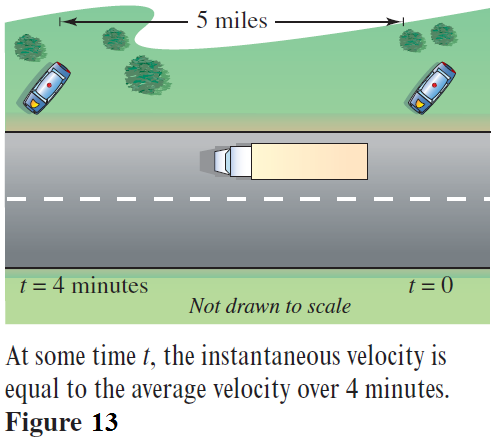 5 miles
t = 4 minutes
t = 0
Not drawn to scale
At some time t, the instantaneous velocity is
equal to the average velocity over 4 minutes.
Figure 13